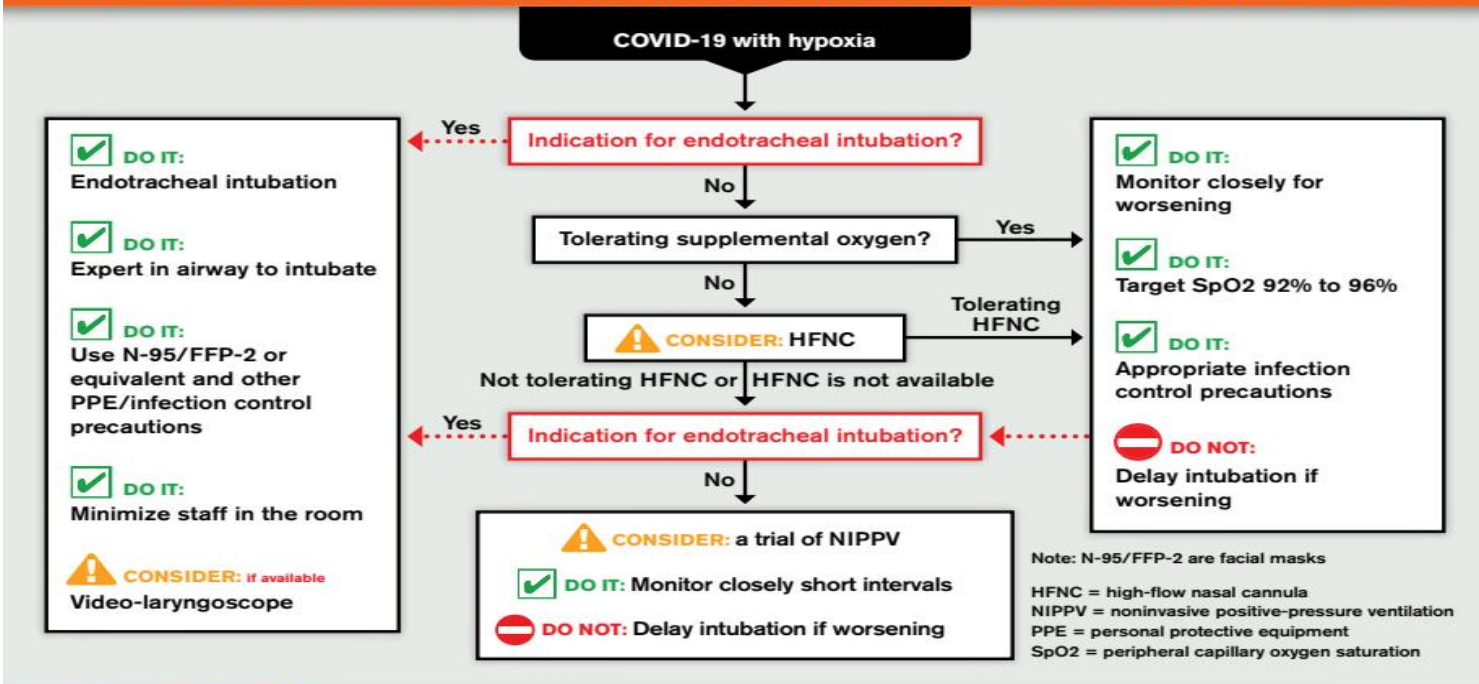 COVID-19 with hypoxia
Yes
Indication for endotracheal intubation?
No
Tolerating supplemental oxygen?
Yes
No
CONSIDER: HFNC
Tolerating
HFNC
Not tolerating HFNC or HFNC is not available
Yes
Indication for endotracheal intubation?
No
CONSIDER: a trial of NIPPV
DO IT: Monitor closely short intervals
DO NOT: Delay intubation if worsening
DO IT:
Endotracheal intubation
DO IT:
Expert in airway to intubate
DO IT:
Use N-95/FFP-2 or
equivalent and other
PPE/infection control
precautions
DO IT:
Minimize staff in the room
CONSIDER: if available
Video-laryngoscope
DO IT:
Monitor closely for
worsening
DO IT:
Target SpO2 92% to 96%
DO IT:
Appropriate infection
control precautions
DO NOT:
Delay intubation if
worsening
Note: N-95/FFP-2 are facial masks
HFNC = high-flow nasal cannula
NIPPV = noninvasive positive-pressure ventilation
PPE = personal protective equipment
SpO2 = peripheral capillary oxygen saturation